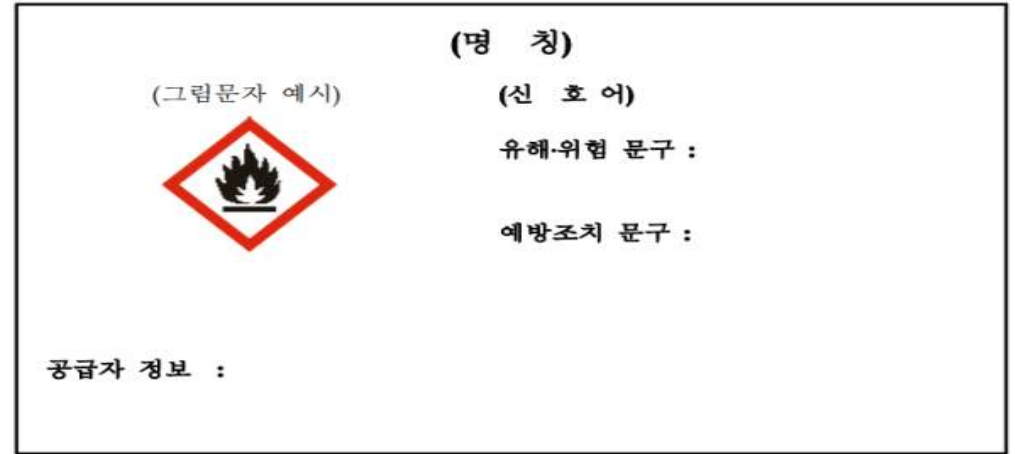 (명 칭)
(그림문자 예시)
(신 호 어)
유해·위험 문구 :
예방조치 문구 :
공급자 정보 :